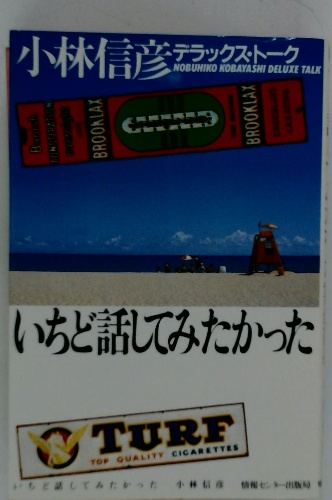 小林信彦 デラックス・トーク
NOBUHIKO KOBAYASHI DELUXE TALK
BROOKLAX
BROOKLAX
BROOKLAX
いちど話してみたかった
TURF
TOP QUALITY CIGARETTES
いちど話してみたかった 小林信彦 情報センター出版局